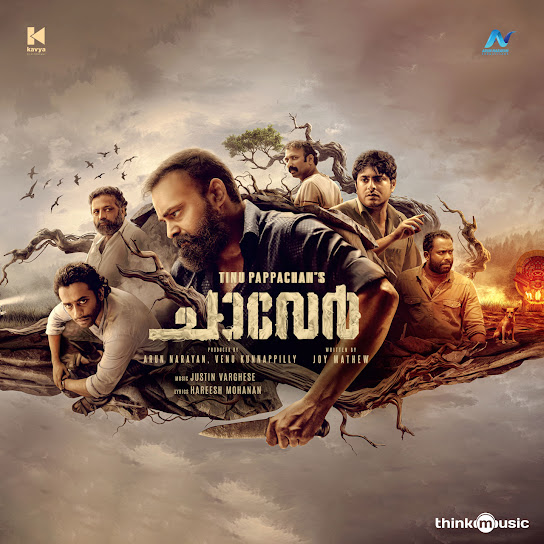 kavya
TINU PAPPACHAN'S
ചാവേർ
PRODUCED BY
ARUN NARAYAN, VENU KUNNAPPILLY
WRITTEN BY
JOY MATHEW
MUSIC JUSTIN VARGHESE
LYRICS HAREESH MOHANAN
think music